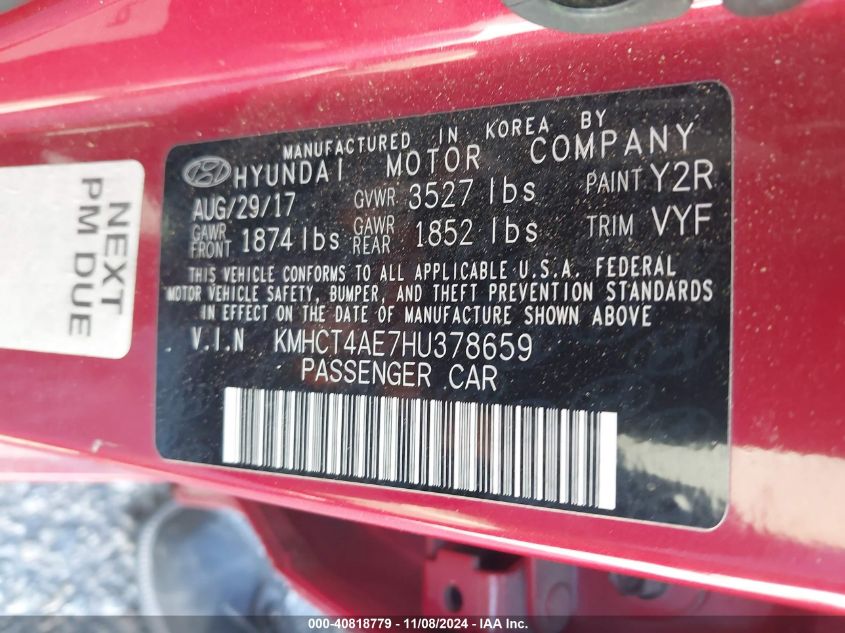 MANUFACTURED IN KOREA BY
HYUNDAI MOTOR COMPANY
AUG/29/17 GVWR 3527 lbs PAINT Y2R
GAWR FRONT 1874 lbs GAWR REAR 1852 lbs TRIM VYF
THIS VEHICLE CONFORMS TO ALL APPLICABLE U.S.A. FEDERAL
MOTOR VEHICLE SAFETY, BUMPER, AND THEFT PREVENTION STANDARDS
IN EFFECT ON THE DATE OF MANUFACTURE SHOWN ABOVE
V.I.N KMHCT4AE7HU378659
PASSENGER CAR
NEXT
PM DUE
000-40818779 - 11/08/2024 - IAA Inc.